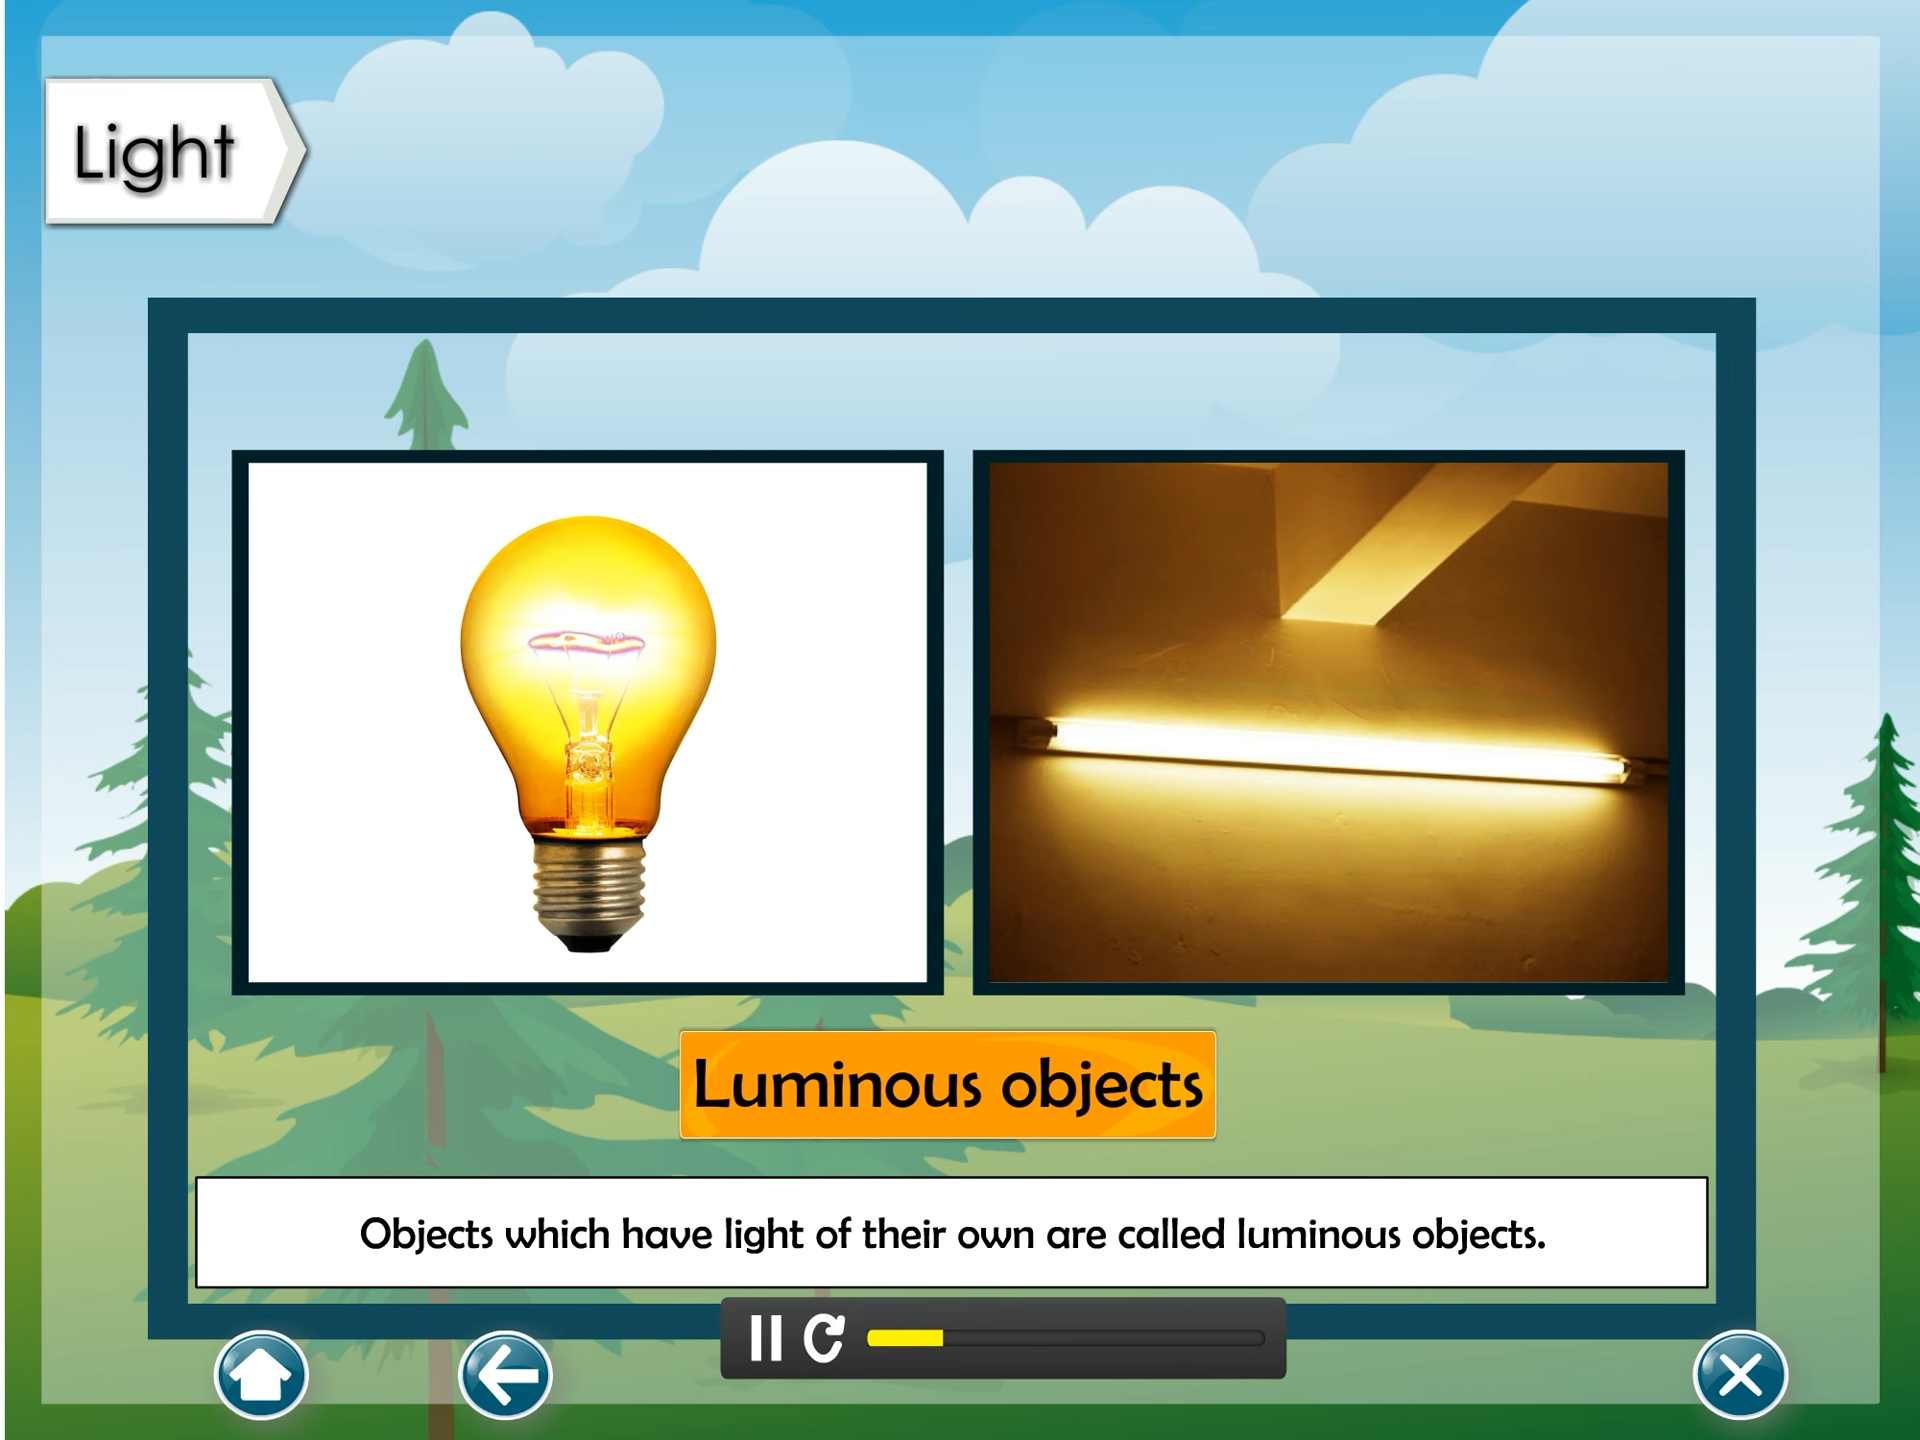 Light
Luminous objects
Objects which have light of their own are called luminous objects.